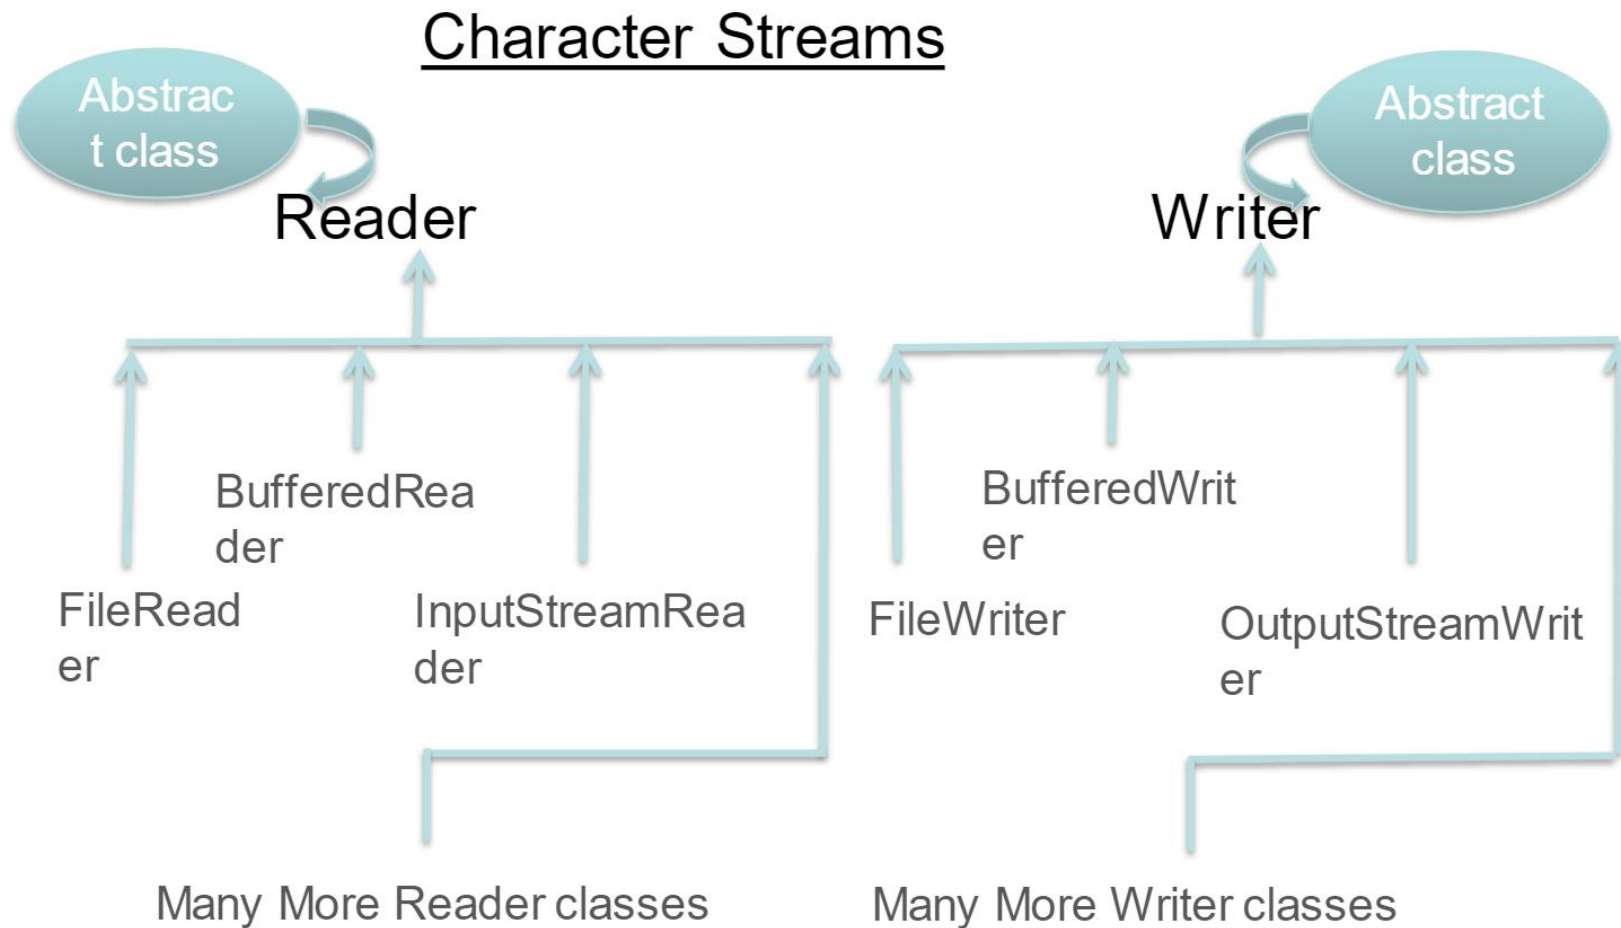 Character Streams
Abstrac
t class
Abstract
class
Reader
Writer
BufferedRea
der
BufferedWrit
er
FileRead
er
InputStreamRea
der
FileWriter
OutputStreamWrit
er
Many More Reader classes
Many More Writer classes